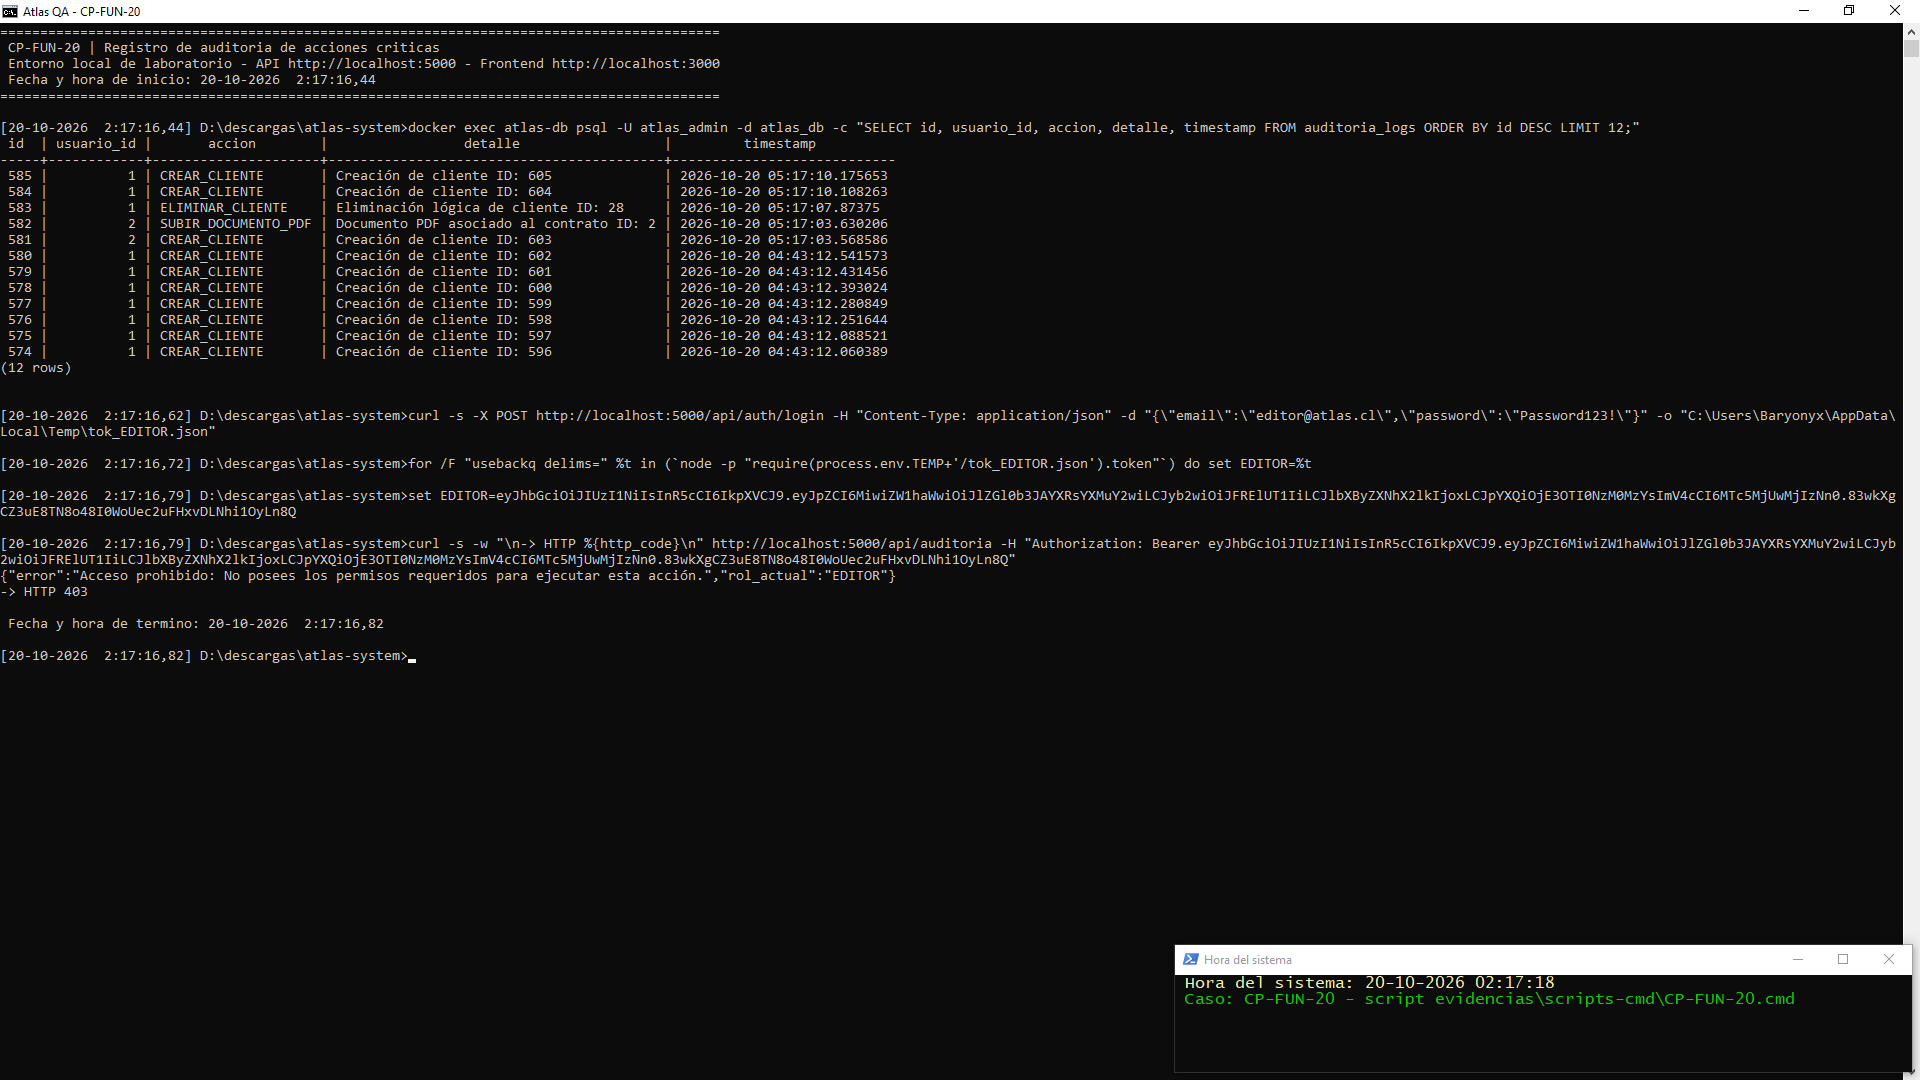 Atlas QA - CP-FUN-20
==========================================================================================
CP-FUN-20 | Registro de auditoria de acciones criticas
Entorno local de laboratorio - API http://localhost:5000 - Frontend http://localhost:3000
Fecha y hora de inicio: 20-10-2026  2:17:16,44
==========================================================================================
[20-10-2026  2:17:16,44] D:\descargas\atlas-system>docker exec atlas-db psql -U atlas_admin -d atlas_db -c "SELECT id, usuario_id, accion, detalle, timestamp FROM auditoria_logs ORDER BY id DESC LIMIT 12;"
 id  | usuario_id |       accion        |                 detalle                  |         timestamp
-----+------------+---------------------+------------------------------------------+----------------------------
 585 |          1 | CREAR_CLIENTE       | Creación de cliente ID: 605              | 2026-10-20 05:17:10.175653
 584 |          1 | CREAR_CLIENTE       | Creación de cliente ID: 604              | 2026-10-20 05:17:10.108263
 583 |          1 | ELIMINAR_CLIENTE    | Eliminación lógica de cliente ID: 28     | 2026-10-20 05:17:07.87375
 582 |          2 | SUBIR_DOCUMENTO_PDF | Documento PDF asociado al contrato ID: 2 | 2026-10-20 05:17:03.630206
 581 |          2 | CREAR_CLIENTE       | Creación de cliente ID: 603              | 2026-10-20 05:17:03.568586
 580 |          1 | CREAR_CLIENTE       | Creación de cliente ID: 602              | 2026-10-20 04:43:12.541573
 579 |          1 | CREAR_CLIENTE       | Creación de cliente ID: 601              | 2026-10-20 04:43:12.431456
 578 |          1 | CREAR_CLIENTE       | Creación de cliente ID: 600              | 2026-10-20 04:43:12.393024
 577 |          1 | CREAR_CLIENTE       | Creación de cliente ID: 599              | 2026-10-20 04:43:12.280849
 576 |          1 | CREAR_CLIENTE       | Creación de cliente ID: 598              | 2026-10-20 04:43:12.251644
 575 |          1 | CREAR_CLIENTE       | Creación de cliente ID: 597              | 2026-10-20 04:43:12.088521
 574 |          1 | CREAR_CLIENTE       | Creación de cliente ID: 596              | 2026-10-20 04:43:12.060389
(12 rows)
[20-10-2026  2:17:16,62] D:\descargas\atlas-system>curl -s -X POST http://localhost:5000/api/auth/login -H "Content-Type: application/json" -d "{\"email\":\"editor@atlas.cl\",\"password\":\"Password123!\"}" -o "C:\Users\Baryonyx\AppData\
Local\Temp\tok_EDITOR.json"
[20-10-2026  2:17:16,72] D:\descargas\atlas-system>for /F "usebackq delims=" %t in (`node -p "require(process.env.TEMP+'/tok_EDITOR.json').token"`) do set EDITOR=%t
[20-10-2026  2:17:16,79] D:\descargas\atlas-system>set EDITOR=eyJhbGciOiJIUzI1NiIsInR5cCI6IkpXVCJ9.eyJpZCI6MiwiZW1haWwiOiJlZGl0b3JAYXRsYXMuY2wiLCJyb2wiOiJFRElUT1IiLCJlbXByZXNhX2lkIjoxLCJpYXQiOjE3OTI0NzM0MzYsImV4cCI6MTc5MjUwMjIzNn0.83wkXg
CZ3uE8TN8o48I0WoUec2uFHxvDLNhi1OyLn8Q
[20-10-2026  2:17:16,79] D:\descargas\atlas-system>curl -s -w "\n-> HTTP %{http_code}\n" http://localhost:5000/api/auditoria -H "Authorization: Bearer eyJhbGciOiJIUzI1NiIsInR5cCI6IkpXVCJ9.eyJpZCI6MiwiZW1haWwiOiJlZGl0b3JAYXRsYXMuY2wiLCJyb
2wiOiJFRElUT1IiLCJlbXByZXNhX2lkIjoxLCJpYXQiOjE3OTI0NzM0MzYsImV4cCI6MTc5MjUwMjIzNn0.83wkXgCZ3uE8TN8o48I0WoUec2uFHxvDLNhi1OyLn8Q"
{"error":"Acceso prohibido: No posees los permisos requeridos para ejecutar esta acción.","rol_actual":"EDITOR"}
-> HTTP 403
Fecha y hora de termino: 20-10-2026  2:17:16,82
[20-10-2026  2:17:16,82] D:\descargas\atlas-system>
Hora del sistema
Hora del sistema: 20-10-2026 02:17:18
Caso: CP-FUN-20 - script evidencias\scripts-cmd\CP-FUN-20.cmd